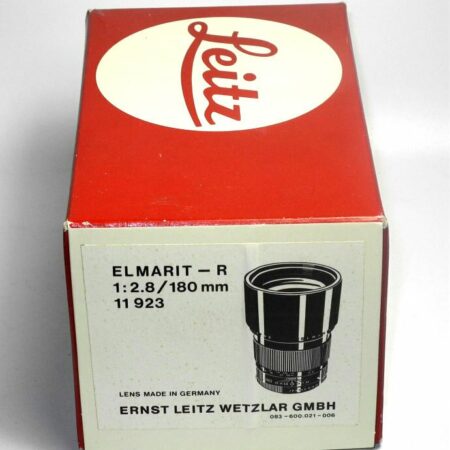 Leitz
ELMARIT – R
1:2.8/180 mm
11 923
LENS MADE IN GERMANY
ERNST LEITZ WETZLAR GMBH
083-600.021-006